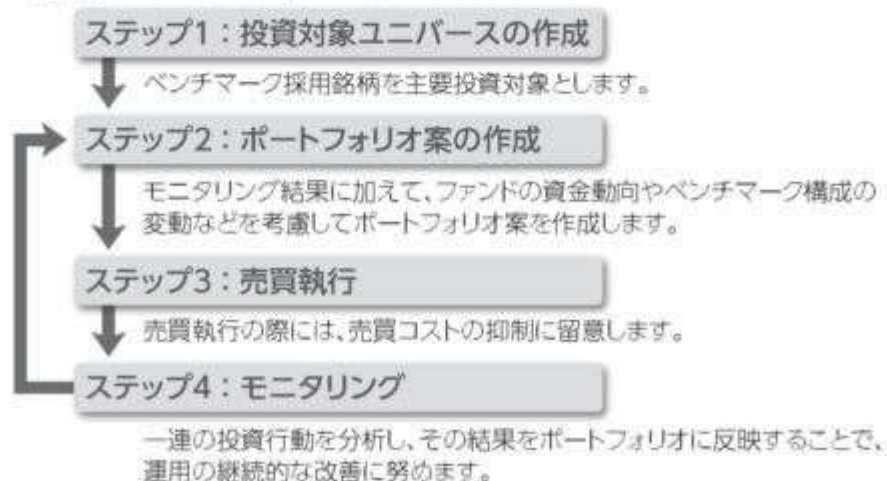 ステップ1：投資対象ユニバースの作成
ベンチマーク採用銘柄を主要投資対象とします。
ステップ2：ポートフォリオ案の作成
モニタリング結果に加えて、ファンドの資金動向やベンチマーク構成の
変動などを考慮してポートフォリオ案を作成します。
ステップ3：売買執行
売買執行の際には、売買コストの抑制に留意します。
ステップ4：モニタリング
一連の投資行動を分析し、その結果をポートフォリオに反映することで、
運用の継続的な改善に努めます。